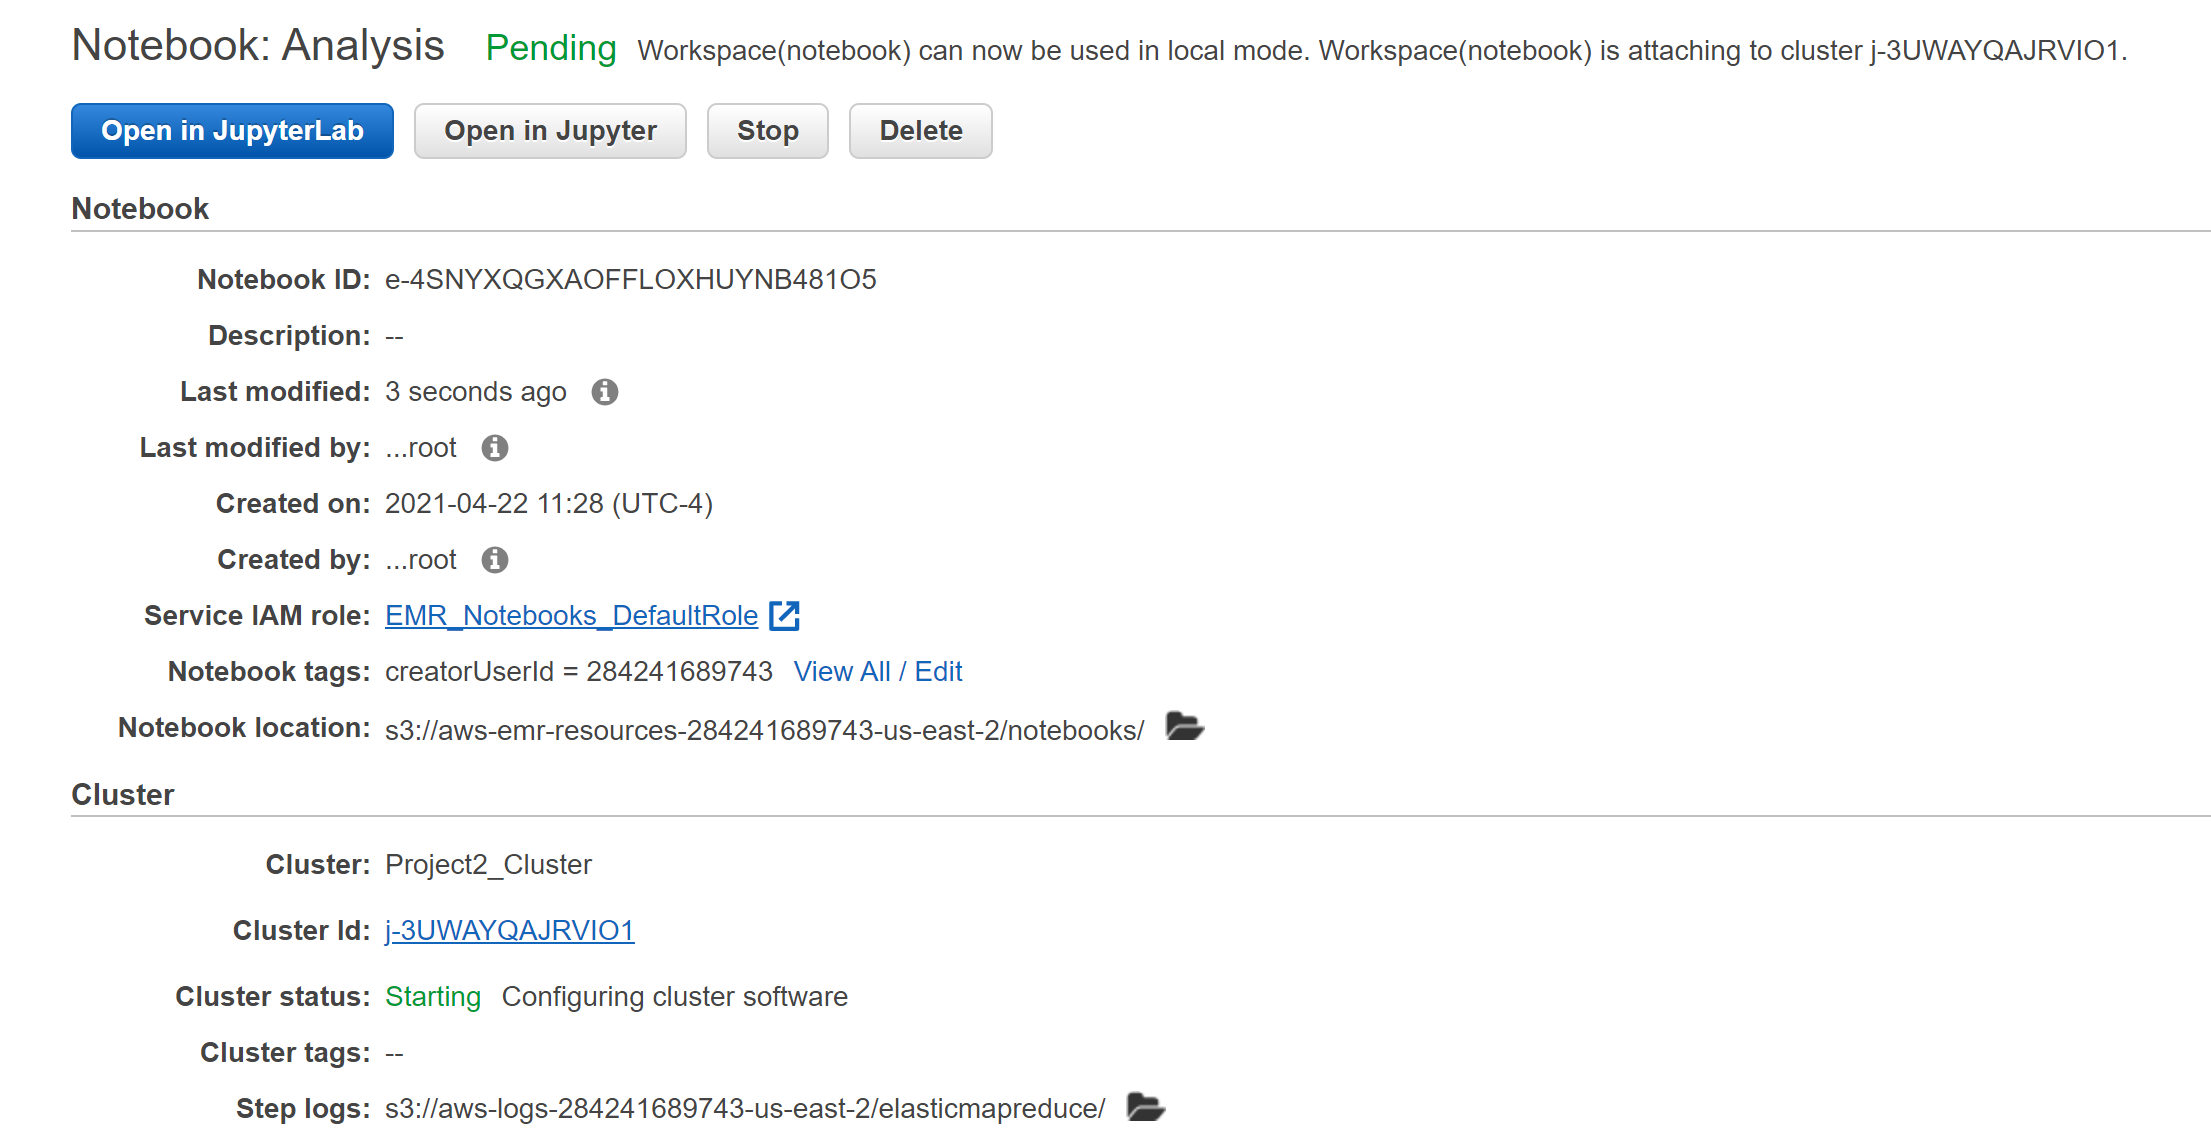 Notebook: Analysis Pending Workspace(notebook) can now be used in local mode. Workspace(notebook) is attaching to cluster j-3UWAYQAJRVIO1.
Open in JupyterLab Open in Jupyter Stop Delete
Notebook
Notebook ID: e-4SNYXQGXAOFFLOXHUYNB481O5
Description: --
Last modified: 3 seconds ago
Last modified by: ...root
Created on: 2021-04-22 11:28 (UTC-4)
Created by: ...root
Service IAM role: EMR_Notebooks_DefaultRole
Notebook tags: creatorUserId = 284241689743 View All / Edit
Notebook location: s3://aws-emr-resources-284241689743-us-east-2/notebooks/
Cluster
Cluster: Project2_Cluster
Cluster Id: j-3UWAYQAJRVIO1
Cluster status: Starting Configuring cluster software
Cluster tags: --
Step logs: s3://aws-logs-284241689743-us-east-2/elasticmapreduce/